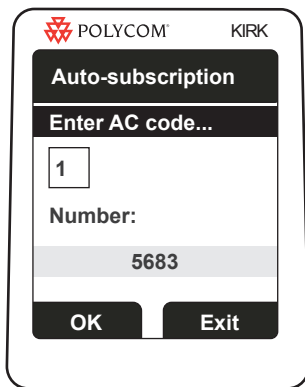 POLYCOM® KIRK
Auto-subscription
Enter AC code...
1
Number:
5683
OK Exit